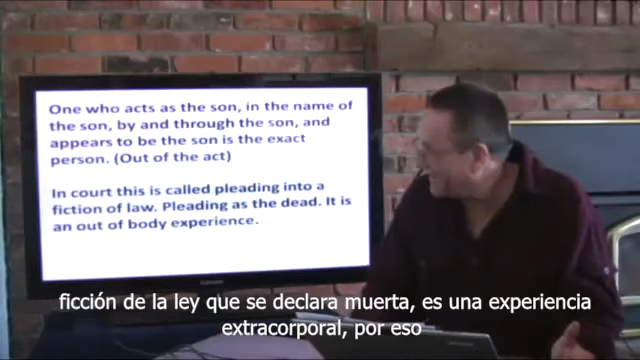 One who acts as the son, in the name of
the son, by and through the son, and
appears to be the son is the exact
person. (Out of the act)
In court this is called pleading into a
fiction of law. Pleading as the dead. It is
an out of body experience.
ficción de la ley que se declara muerta, es una experiencia
extracorporal, por eso